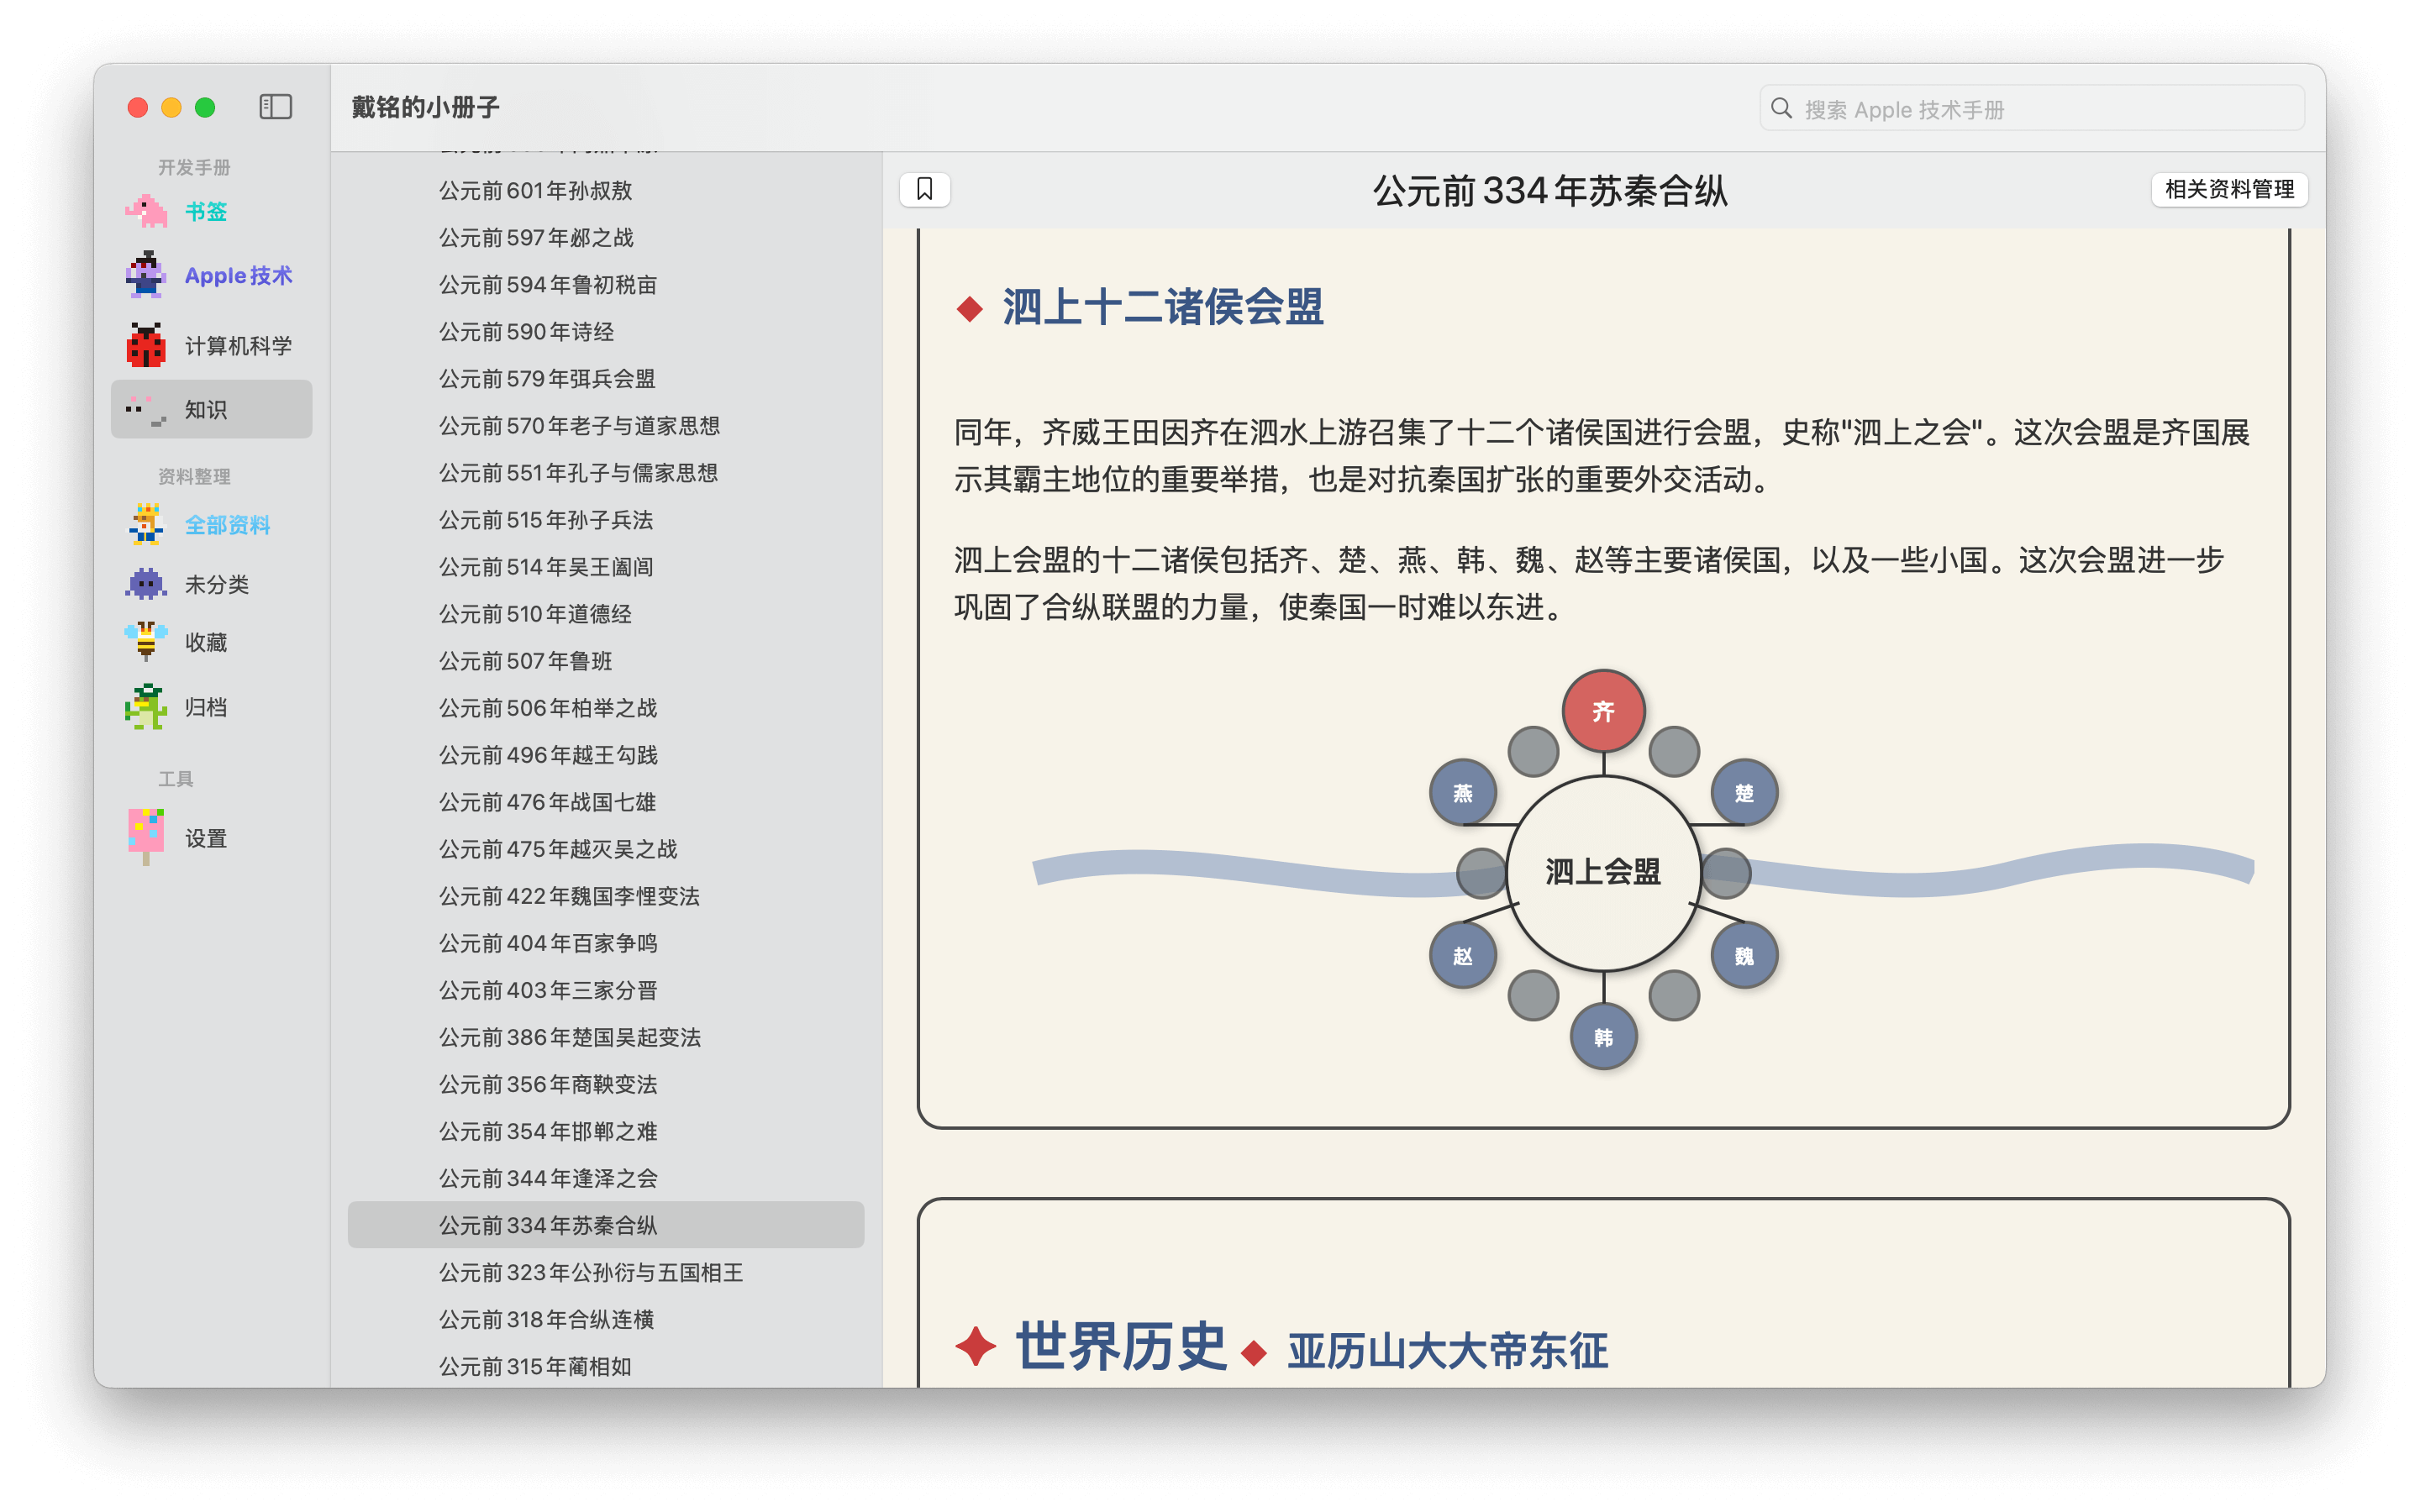 戴铭的小册子
搜索 Apple 技术手册
开发手册
书签
Apple 技术
计算机科学
知识
资料整理
全部资料
未分类
收藏
归档
工具
设置
公元前 601 年孙叔敖
公元前 597 年邲之战
公元前 594 年鲁初税亩
公元前 590 年诗经
公元前 579 年弭兵会盟
公元前 570 年老子与道家思想
公元前 551 年孔子与儒家思想
公元前 515 年孙子兵法
公元前 514 年吴王阖闾
公元前 510 年道德经
公元前 507 年鲁班
公元前 506 年柏举之战
公元前 496 年越王勾践
公元前 476 年战国七雄
公元前 475 年越灭吴之战
公元前 422 年魏国李悝变法
公元前 404 年百家争鸣
公元前 403 年三家分晋
公元前 386 年楚国吴起变法
公元前 356 年商鞅变法
公元前 354 年邯郸之难
公元前 344 年逢泽之会
公元前 334 年苏秦合纵
公元前 323 年公孙衍与五国相王
公元前 318 年合纵连横
公元前 315 年蔺相如
公元前 334 年苏秦合纵
相关资料管理
泗上十二诸侯会盟
同年，齐威王田因齐在泗水上游召集了十二个诸侯国进行会盟，史称"泗上之会"。这次会盟是齐国展
示其霸主地位的重要举措，也是对抗秦国扩张的重要外交活动。
泗上会盟的十二诸侯包括齐、楚、燕、韩、魏、赵等主要诸侯国，以及一些小国。这次会盟进一步
巩固了合纵联盟的力量，使秦国一时难以东进。
齐
燕
楚
泗上会盟
赵
魏
韩
世界历史 亚历山大大帝东征